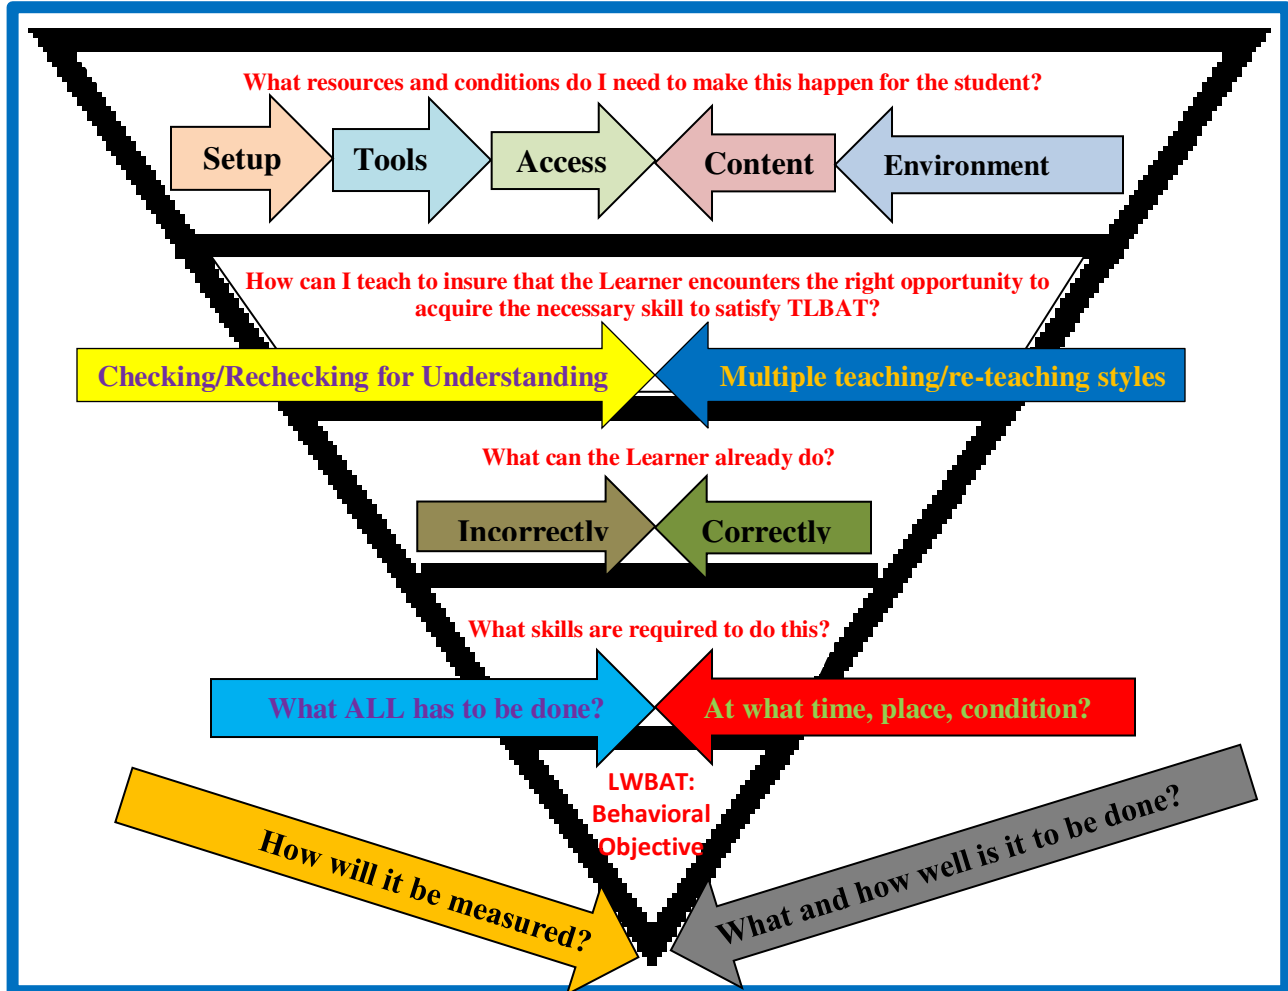 What resources and conditions do I need to make this happen for the student?
Setup
Tools
Access
Content
Environment
How can I teach to insure that the Learner encounters the right opportunity to
acquire the necessary skill to satisfy TLBAT?
Checking/Rechecking for Understanding
Multiple teaching/re-teaching styles
What can the Learner already do?
Incorrectly
Correctly
What skills are required to do this?
What ALL has to be done?
At what time, place, condition?
LWBAT:
Behavioral
Objective
How will it be measured?
What and how well is it to be done?